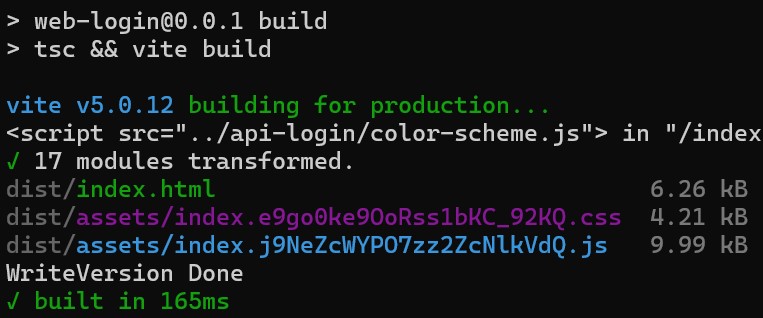 > web-login@0.0.1 build
> tsc && vite build
vite v5.0.12 building for production...
<script src="../api-login/color-scheme.js"> in "/index
✓ 17 modules transformed.
dist/index.html 6.26 kB
dist/assets/index.e9go0ke9OoRss1bKC_92KQ.css 4.21 kB
dist/assets/index.j9NeZcWYPO7zz2ZcNlkVdQ.js 9.99 kB
WriteVersion Done
✓ built in 165ms